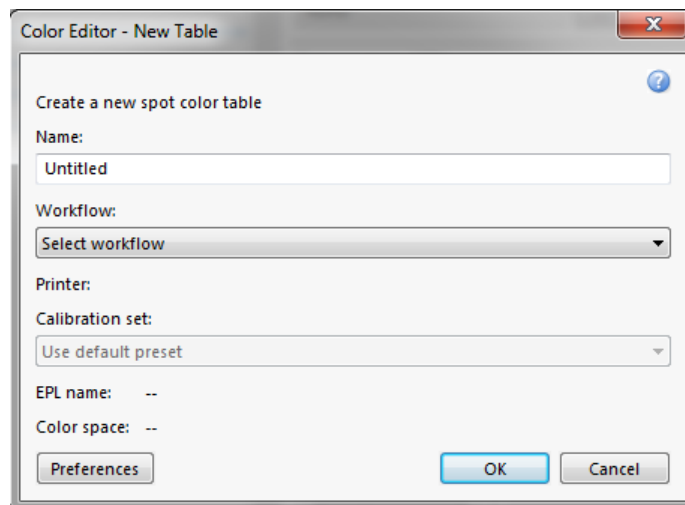 Color Editor - New Table
Create a new spot color table
Name:
Untitled
Workflow:
Select workflow
Printer:
Calibration set:
Use default preset
EPL name: --
Color space: --
Preferences OK Cancel